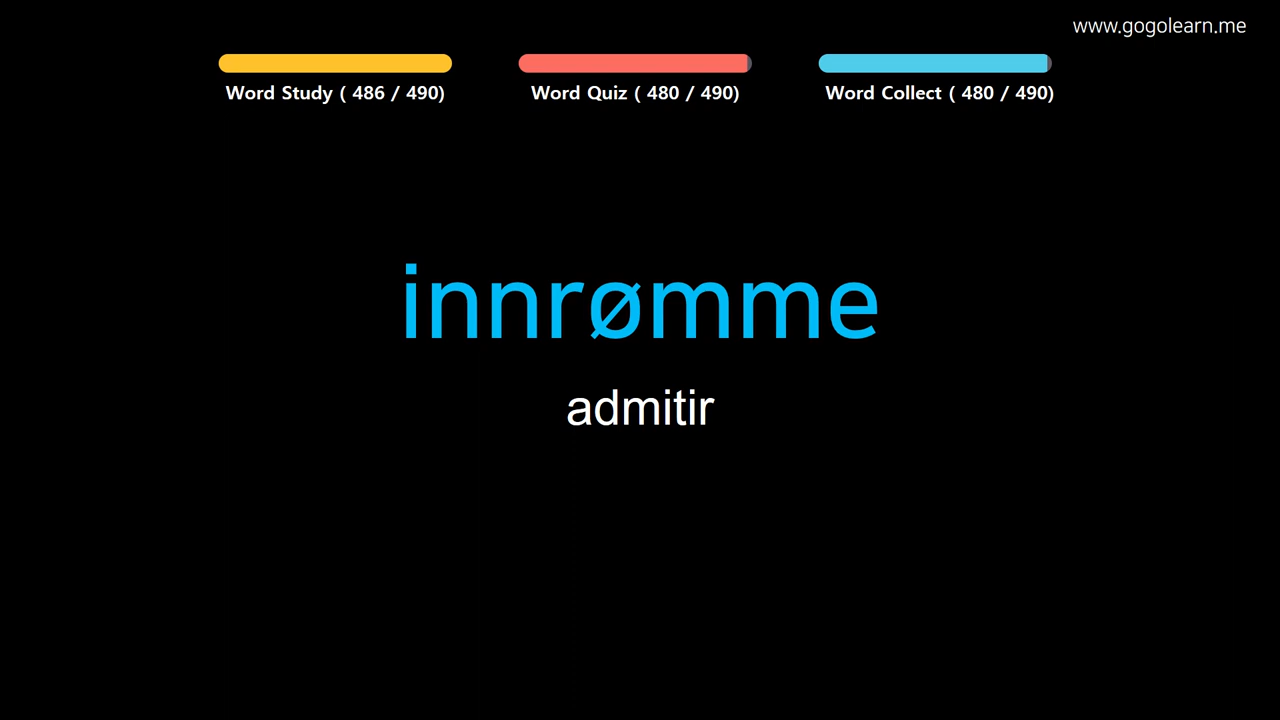 www.gogolearn.me
Word Study ( 486 / 490)
Word Quiz ( 480 / 490)
Word Collect ( 480 / 490)
innrømme
admitir